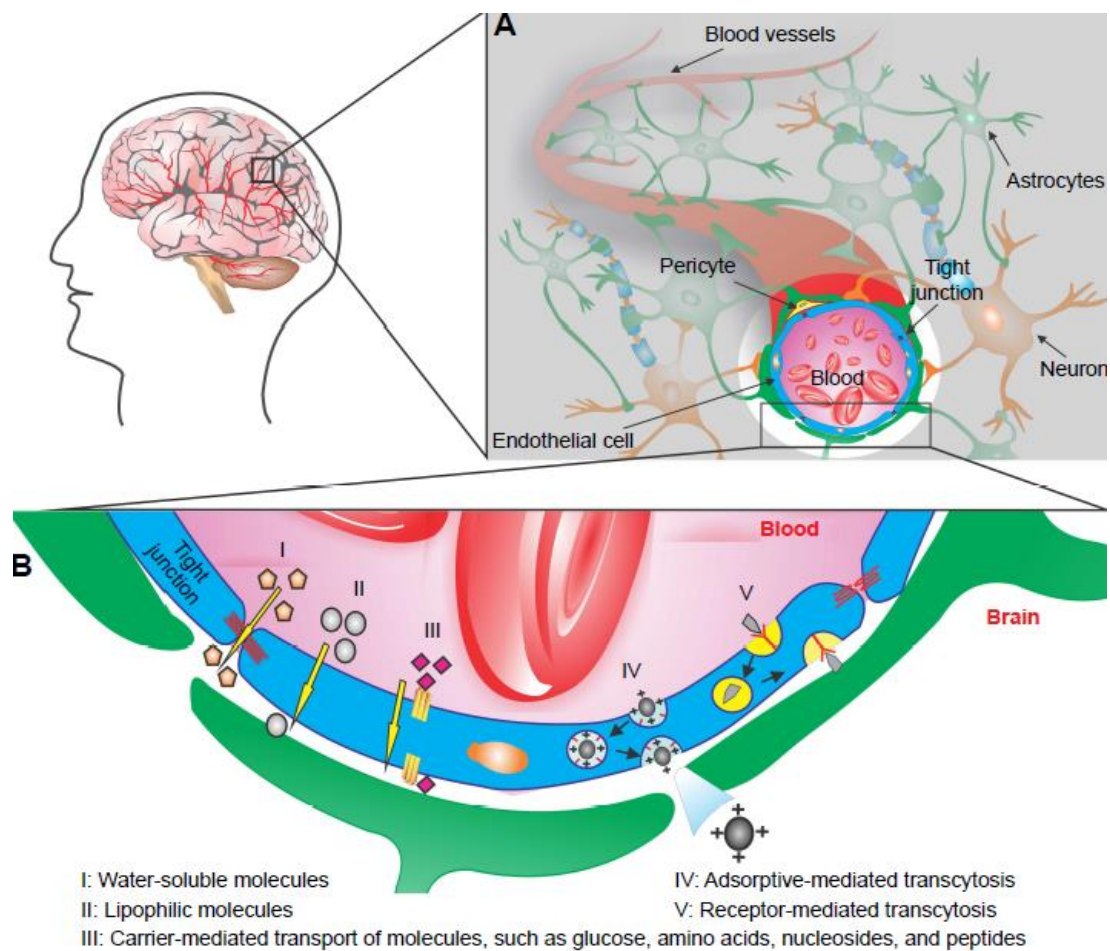 A
Blood vessels
Astrocytes
Pericyte
Tight
junction
Neuron
Blood
Endothelial cell
B
Tight
junction
I
II
III
IV
V
Blood
Brain
I: Water-soluble molecules
II: Lipophilic molecules
III: Carrier-mediated transport of molecules, such as glucose, amino acids, nucleosides, and peptides
IV: Adsorptive-mediated transcytosis
V: Receptor-mediated transcytosis